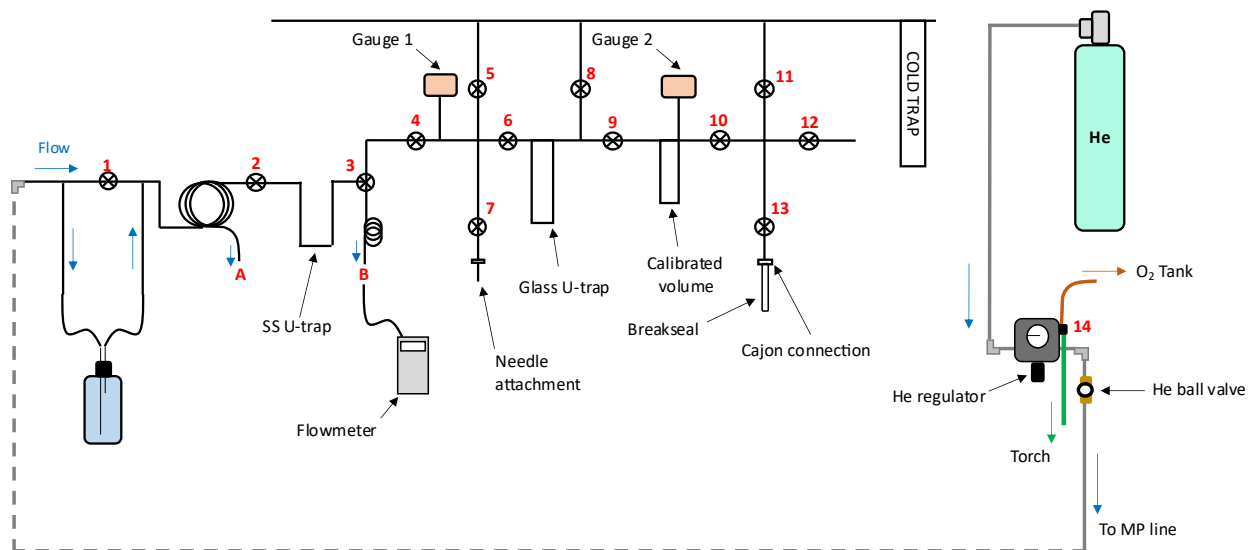 Gauge 1
Gauge 2
5
8
11
COLD TRAP
He
4
6
9
10
12
Flow
1
2
3
7
13
A
B
SS U-trap
Glass U-trap
Calibrated
volume
Breakseal
Cajon connection
Needle
attachment
Flowmeter
O2 Tank
14
He regulator
He ball valve
Torch
To MP line